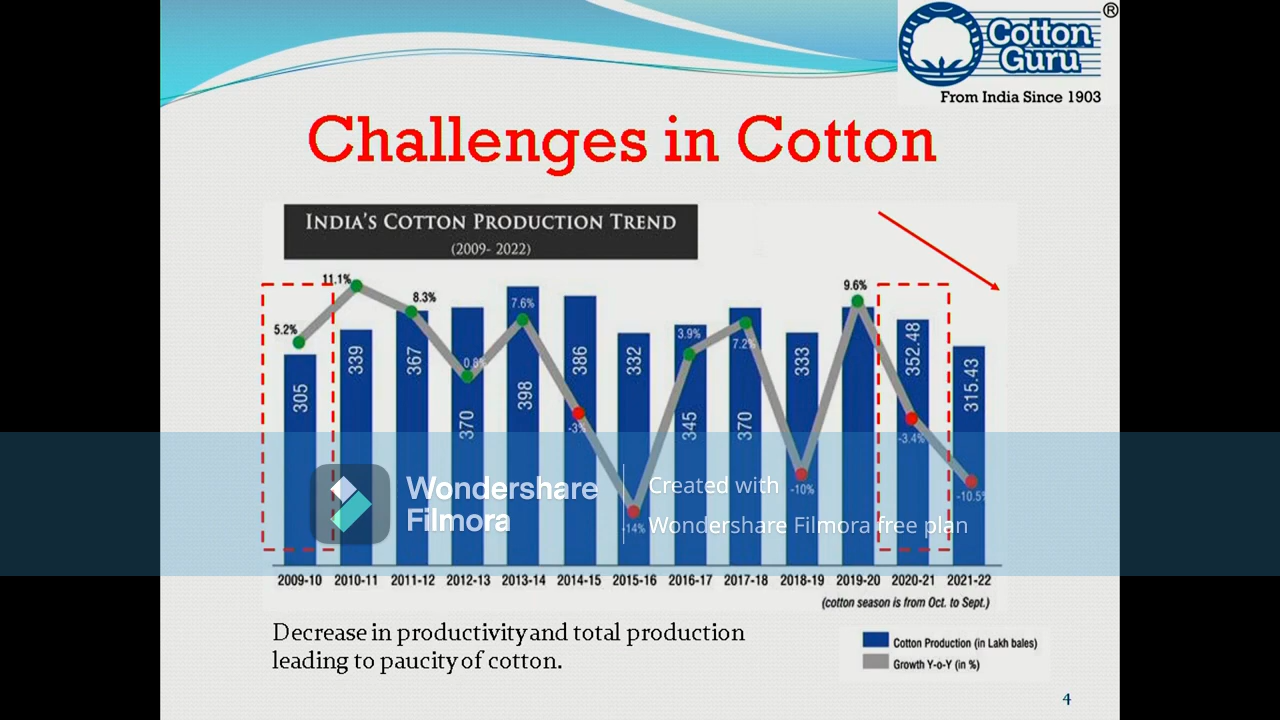 ®
Cotton
Guru
From India Since 1903
Challenges in Cotton
INDIA'S COTTON PRODUCTION TREND
(2009- 2022)
5.2%
11.1%
8.3%
0.8%
7.6%
-3%
-14%
3.9%
7.2%
-10%
9.6%
-3.4%
-10.5%
305
339
367
370
398
386
332
345
370
333
352.48
315.43
Wondershare
Filmora
Created with
Wondershare Filmora free plan
2009-10 2010-11 2011-12 2012-13 2013-14 2014-15 2015-16 2016-17 2017-18 2018-19 2019-20 2020-21 2021-22
(cotton season is from Oct. to Sept.)
Decrease in productivity and total production
leading to paucity of cotton.
Cotton Production (in Lakh bales)
Growth Y-o-Y (in %)
4